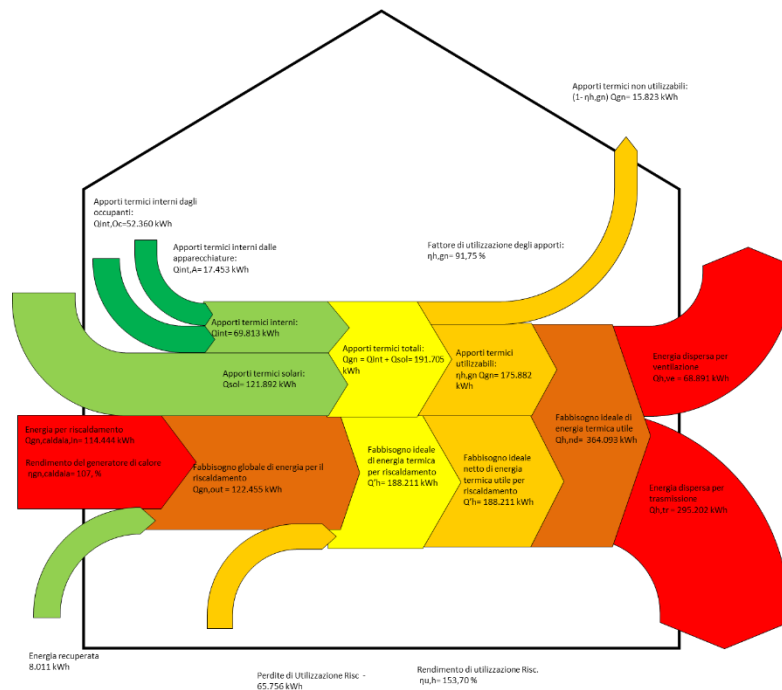 Apporti termici non utilizzabili:
(1- ηh,gn) Qgn= 15.823 kWh
Apporti termici interni dagli
occupanti:
Qint,Oc=52.360 kWh
Apporti termici interni dalle
apparecchiature:
Qint,A= 17.453 kWh
Fattore di utilizzazione degli apporti:
ηh,gn= 91,75 %
Apporti termici interni:
Qint= 69.813 kWh
Apporti termici solari:
Qsol= 121.892 kWh
Apporti termici totali:
Qgn = Qint + Qsol= 191.705
kWh
Apporti termici
utilizzabili:
ηh,gn Qgn= 175.882
kWh
Energia dispersa per
ventilazione
Qh,ve = 68.891 kWh
Fabbisogno Ideale di
energia termica utile
Qh,nd= 364.093 kWh
Energia per riscaldamento
Qgn,caldaia,in= 114.444 kWh
Rendimento del generatore di calore
ηgn,caldaia= 107, %
Fabbisogno globale di energia per il
riscaldamento
Qgn,out = 122.455 kWh
Fabbisogno Ideale
di energia termica
per riscaldamento
Q'h= 188.211 kWh
Fabbisogno Ideale
netto di energia
termica utile per
riscaldamento
Q'h= 188.211 kWh
Energia dispersa per
trasmissione
Qh,tr = 295.202 kWh
Energia recuperata
8.011 kWh
Perdite di Utilizzazione Risc -
65.756 kWh
Rendimento di utilizzazione Risc.
ηu,h= 153,70 %